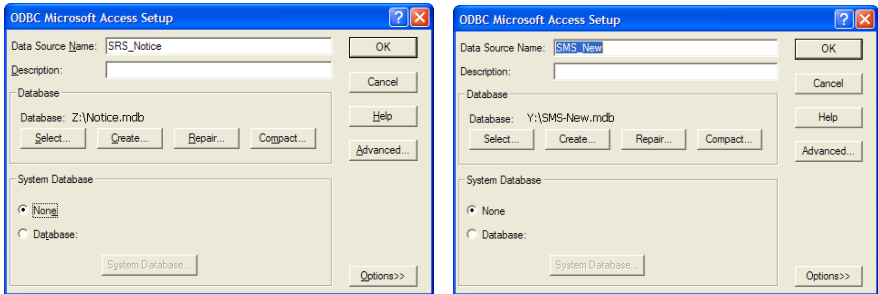 ODBC Microsoft Access Setup
Data Source Name: SRS_Notice
OK
Description:
Cancel
Database
Database: Z:\Notice.mdb
Help
Select... Create... Repair... Compact...
Advanced...
System Database
None
Database:
System Database...
Options>>
ODBC Microsoft Access Setup
Data Source Name: SMS_New
OK
Description:
Cancel
Database
Database: Y:\SMS-New.mdb
Help
Select... Create... Repair... Compact...
Advanced...
System Database
None
Database:
System Database...
Options>>